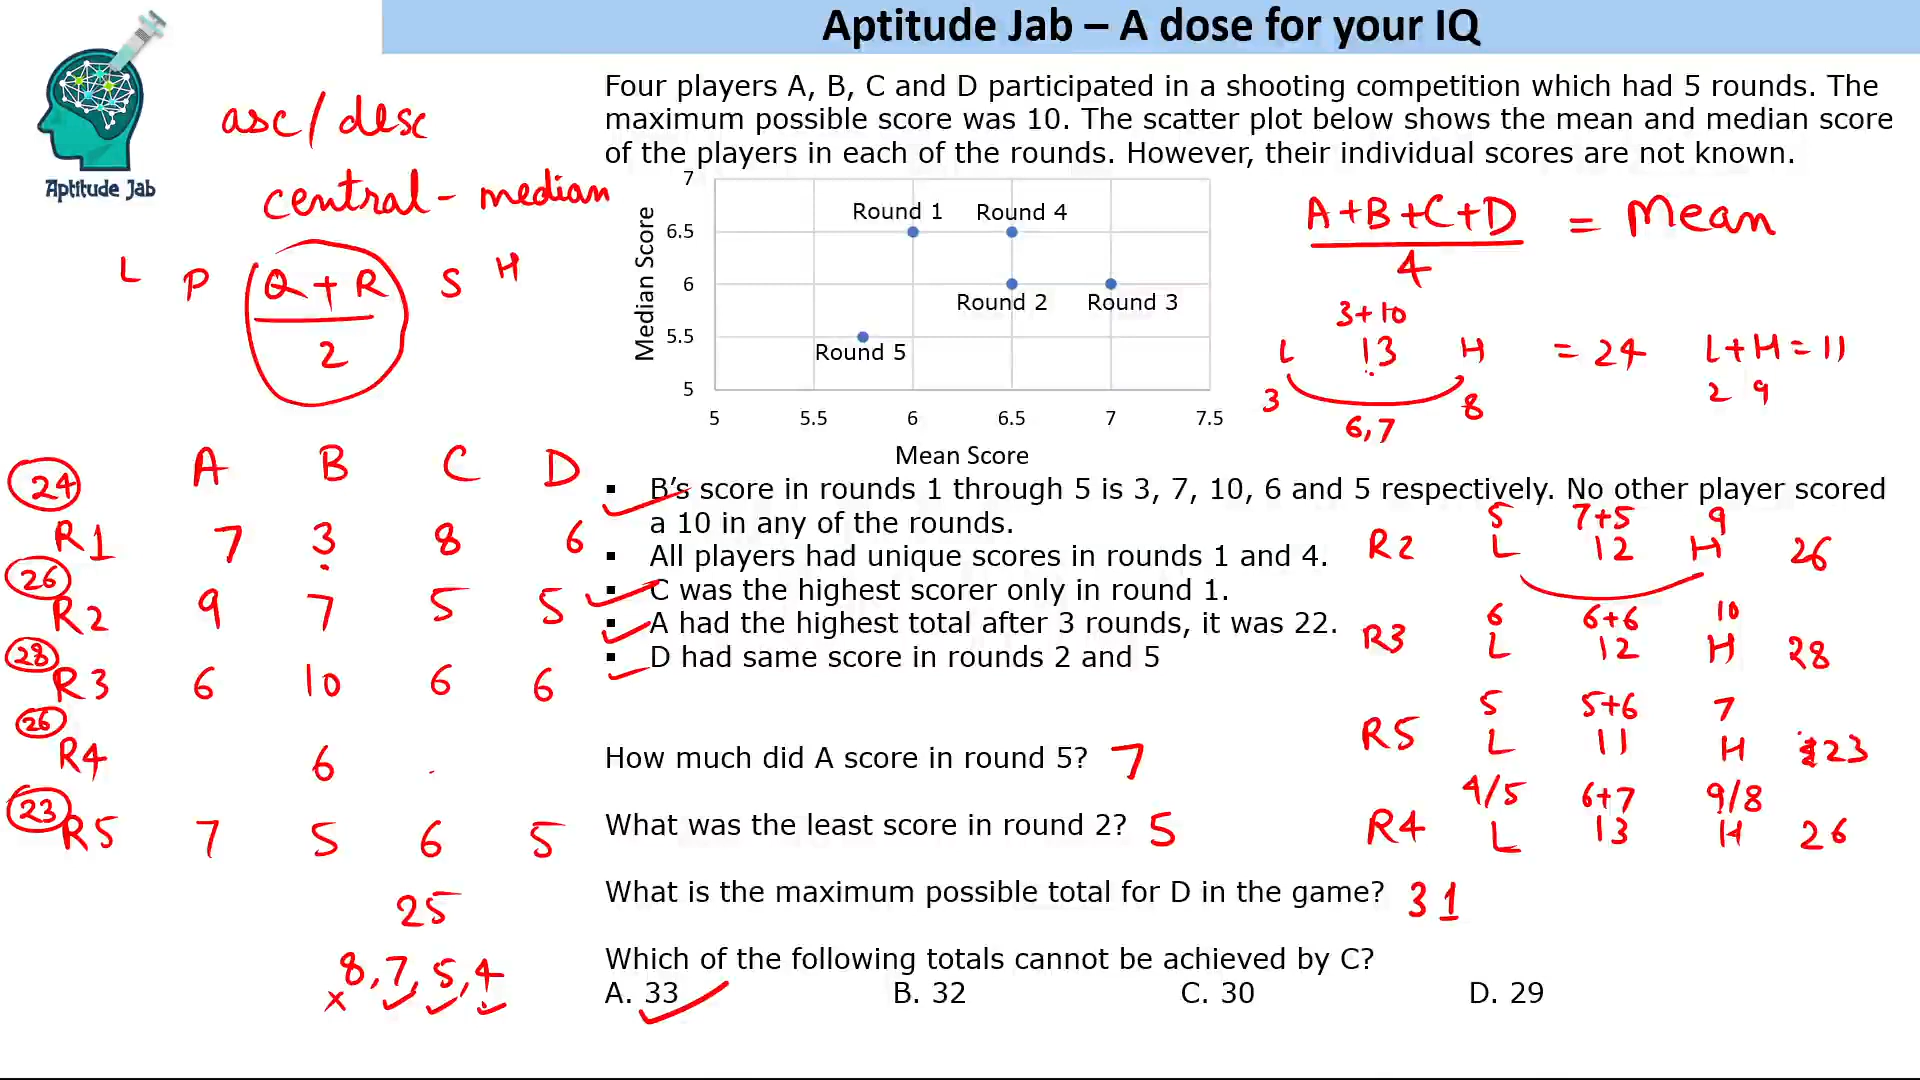 Aptitude Jab – A dose for your IQ
Aptitude Jab
Four players A, B, C and D participated in a shooting competition which had 5 rounds. The
maximum possible score was 10. The scatter plot below shows the mean and median score
of the players in each of the rounds. However, their individual scores are not known.
asc/desc
central - median
L P Q+R S H
2
7
6.5
6
5.5
5
Median Score
Round 1 Round 4
Round 2 Round 3
Round 5
5 5.5 6 6.5 7 7.5
Mean Score
A+B+C+D = Mean
4
3+10
L 13 H = 24 L+H=11
3 8 2 9
6,7
▪ B's score in rounds 1 through 5 is 3, 7, 10, 6 and 5 respectively. No other player scored
a 10 in any of the rounds.
▪ All players had unique scores in rounds 1 and 4.
▪ C was the highest scorer only in round 1.
▪ A had the highest total after 3 rounds, it was 22.
▪ D had same score in rounds 2 and 5
A B C D
24
R1 7 3 8 6
26
R2 9 7 5 5
28
R3 6 10 6 6
26
R4 6
23
R5 7 5 6 5
25
8, 7, 5, 4
5 7+5 9
R2 L 12 H 26
6 6+6 10
R3 L 12 H 28
5 5+6 7
R5 L 11 H 23
4/5 6+7 9/8
R4 L 13 H 26
How much did A score in round 5? 7
What was the least score in round 2? 5
What is the maximum possible total for D in the game? 31
Which of the following totals cannot be achieved by C?
A. 33 B. 32 C. 30 D. 29